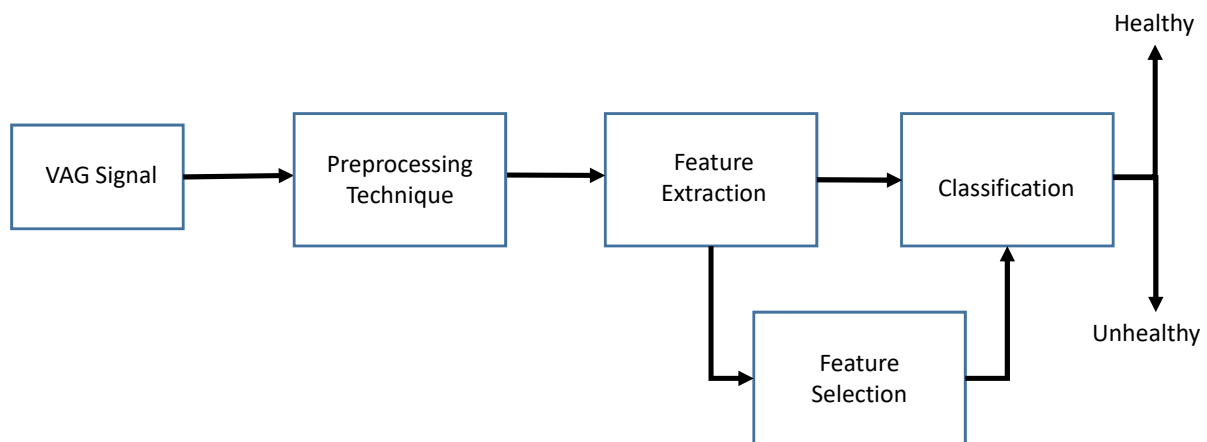 Healthy
VAG Signal
Preprocessing
Technique
Feature
Extraction
Classification
Unhealthy
Feature
Selection